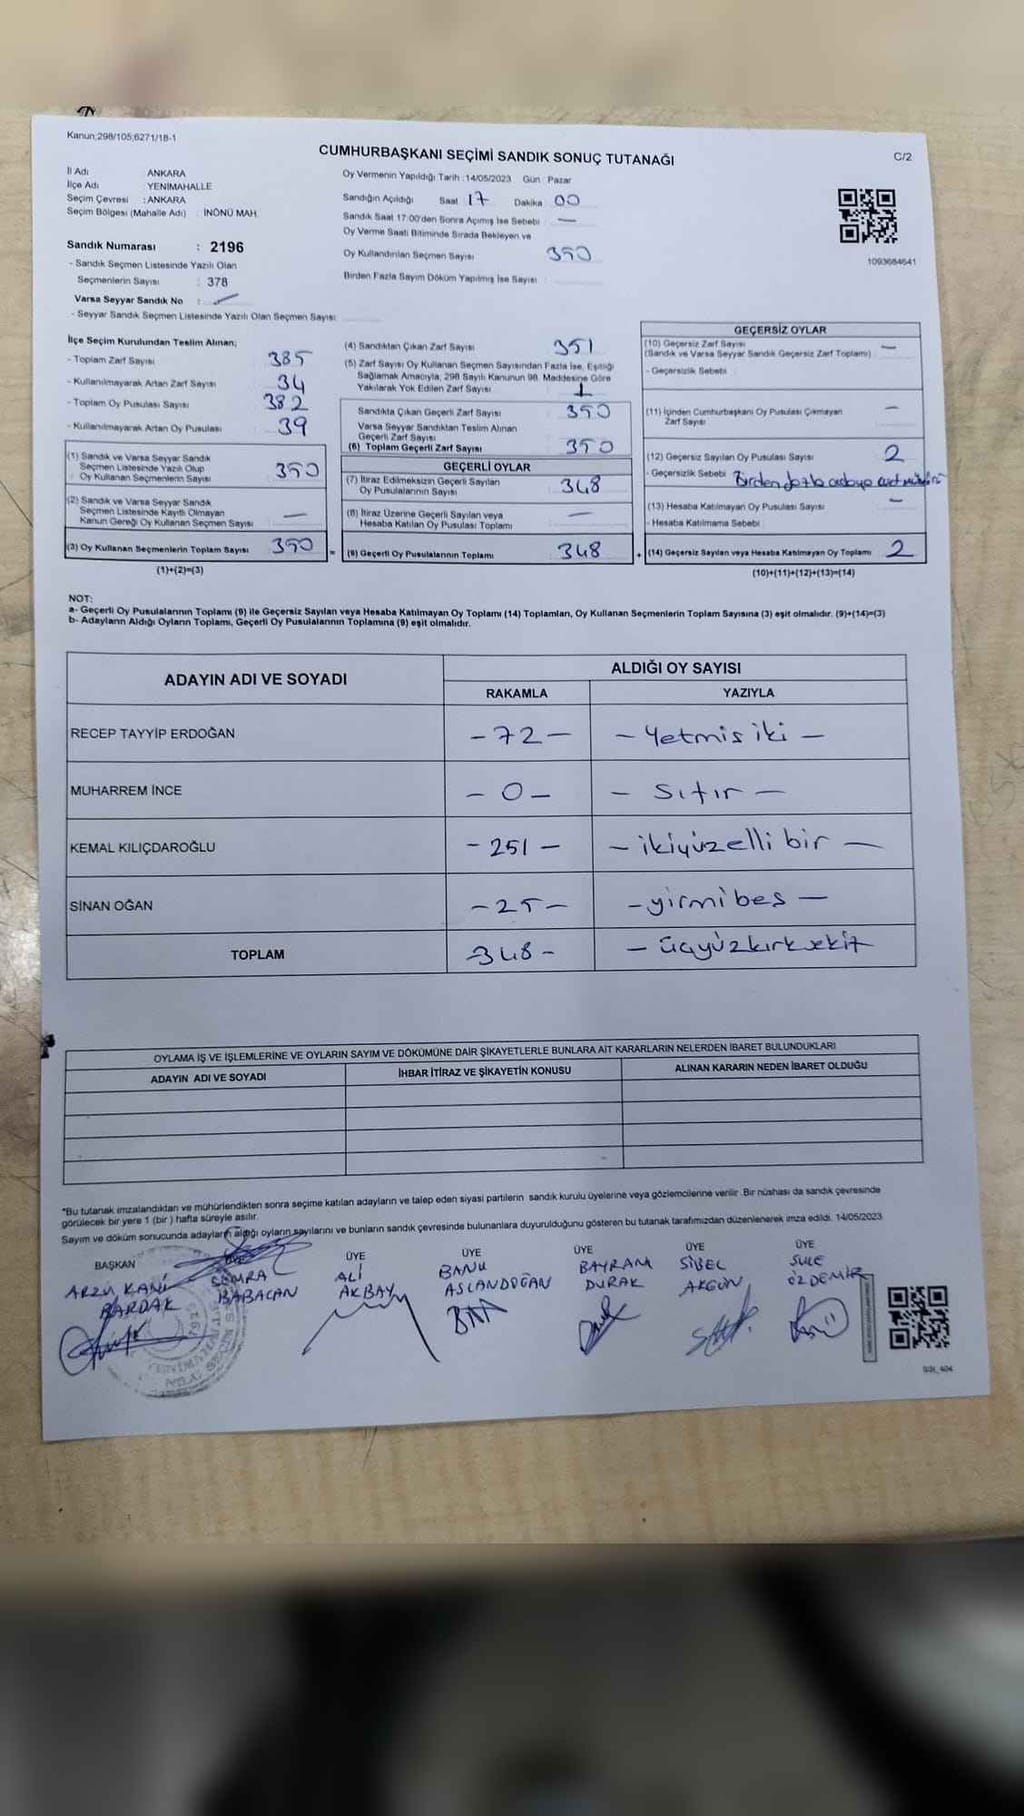 Kanun;298/105;6271/18-1
CUMHURBAŞKANI SEÇİMİ SANDIK SONUÇ TUTANAĞI
C/2
İl Adı : ANKARA
İlçe Adı : YENİMAHALLE
Seçim Çevresi : ANKARA
Seçim Bölgesi (Mahalle Adı) : İNÖNÜ MAH.
Sandık Numarası : 2196
- Sandık Seçmen Listesinde Yazılı Olan
Seçmenlerin Sayısı : 378
Varsa Seyyar Sandık No : —
- Seyyar Sandık Seçmen Listesinde Yazılı Olan Seçmen Sayısı:
Oy Vermenin Yapıldığı Tarih :14/05/2023 Gün : Pazar
Sandığın Açıldığı Saat 17 Dakika 00
Sandık Saat 17:00'den Sonra Açımış İse Sebebi : —
Oy Verme Saati Bitiminde Sırada Bekleyen ve
Oy Kullandırılan Seçmen Sayısı 350
Birden Fazla Sayım Döküm Yapılmış İse Sayısı :
1093684641
İlçe Seçim Kurulundan Teslim Alınan;
- Toplam Zarf Sayısı 385
- Kullanılmayarak Artan Zarf Sayısı 34
- Toplam Oy Pusulası Sayısı 382
- Kullanılmayarak Artan Oy Pusulası 39
(1) Sandık ve Varsa Seyyar Sandık
Seçmen Listesinde Yazılı Olup
Oy Kullanan Seçmenlerin Sayısı 350
(2) Sandık ve Varsa Seyyar Sandık
Seçmen Listesinde Kayıtlı Olmayan
Kanun Gereği Oy Kullanan Seçmen Sayısı —
(3) Oy Kullanan Seçmenlerin Toplam Sayısı 350
(1)+(2)=(3)
(4) Sandıktan Çıkan Zarf Sayısı 351
(5) Zarf Sayısı Oy Kullanan Seçmen Sayısından Fazla İse, Eşitliği
Sağlamak Amacıyla, 298 Sayılı Kanunun 98. Maddesine Göre
Yakılarak Yok Edilen Zarf Sayısı 1
Sandıkta Çıkan Geçerli Zarf Sayısı 350
Varsa Seyyar Sandıktan Teslim Alınan
Geçerli Zarf Sayısı
(6) Toplam Geçerli Zarf Sayısı 350
GEÇERLİ OYLAR
(7) İtiraz Edilmeksizin Geçerli Sayılan
Oy Pusulalarının Sayısı 348
(8) İtiraz Üzerine Geçerli Sayılan veya
Hesaba Katılan Oy Pusulası Toplamı —
= (9) Geçerli Oy Pusulalarının Toplamı 348
GEÇERSİZ OYLAR
(10) Geçersiz Zarf Sayısı
(Sandık ve Varsa Seyyar Sandık Geçersiz Zarf Toplamı) —
- Geçersizlik Sebebi :
(11) İçinden Cumhurbaşkanı Oy Pusulası Çıkmayan
Zarf Sayısı —
(12) Geçersiz Sayılan Oy Pusulası Sayısı 2
- Geçersizlik Sebebi : Birden fazla adaya evet mührü
(13) Hesaba Katılmayan Oy Pusulası Sayısı —
- Hesaba Katılmama Sebebi :
+ (14) Geçersiz Sayılan veya Hesaba Katılmayan Oy Toplamı 2
(10)+(11)+(12)+(13)=(14)
NOT:
a- Geçerli Oy Pusulalarının Toplamı (9) ile Geçersiz Sayılan veya Hesaba Katılmayan Oy Toplamı (14) Toplamları, Oy Kullanan Seçmenlerin Toplam Sayısına (3) eşit olmalıdır. (9)+(14)=(3)
b- Adayların Aldığı Oyların Toplamı, Geçerli Oy Pusulalarının Toplamına (9) eşit olmalıdır.
ADAYIN ADI VE SOYADI ALDIĞI OY SAYISI
RAKAMLA YAZIYLA
RECEP TAYYİP ERDOĞAN - 72 - - Yetmiş iki -
MUHARREM İNCE - 0 - - Sıfır -
KEMAL KILIÇDAROĞLU - 251 - - ikiyüzelli bir -
SİNAN OĞAN - 25 - - yirmibeş -
TOPLAM - 348 - - üçyüzkırksekiz
OYLAMA İŞ VE İŞLEMLERİNE VE OYLARIN SAYIM VE DÖKÜMÜNE DAİR ŞİKAYETLERLE BUNLARA AİT KARARLARIN NELERDEN İBARET BULUNDUKLARI
ADAYIN ADI VE SOYADI İHBAR İTİRAZ VE ŞİKAYETİN KONUSU ALINAN KARARIN NEDEN İBARET OLDUĞU
*Bu tutanak imzalandıktan ve mühürlendikten sonra seçime katılan adayların ve talep eden siyasi partilerin sandık kurulu üyelerine veya gözlemcilerine verilir. Bir nüshası da sandık çevresinde
görülecek bir yere 1 (bir ) hafta süreyle asılır.
Sayım ve döküm sonucunda adayların aldığı oyların sayılarını ve bunların sandık çevresinde bulunanlara duyurulduğunu gösteren bu tutanak tarafımızdan düzenlenerek imza edildi. 14/05/2023
BAŞKAN ÜYE ÜYE ÜYE ÜYE ÜYE
ARZU KANİ SEMRA ALİ BANU BAYRAM SİBEL ŞULE
BARDAK BABACAN AKBAY ASLANDOĞAN DURAK AKGÜN ÖZDEMİR